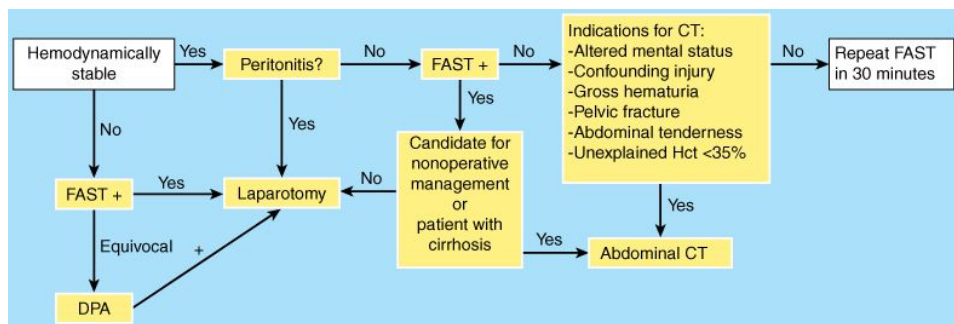 Hemodynamically
stable
Yes
Peritonitis?
No
FAST +
No
Indications for CT:
-Altered mental status
-Confounding injury
-Gross hematuria
-Pelvic fracture
-Abdominal tenderness
-Unexplained Hct <35%
No
Repeat FAST
in 30 minutes
No
Yes
Yes
FAST +
Yes
Laparotomy
No
Candidate for
nonoperative
management
or
patient with
cirrhosis
Yes
Yes
Abdominal CT
Equivocal
+
DPA